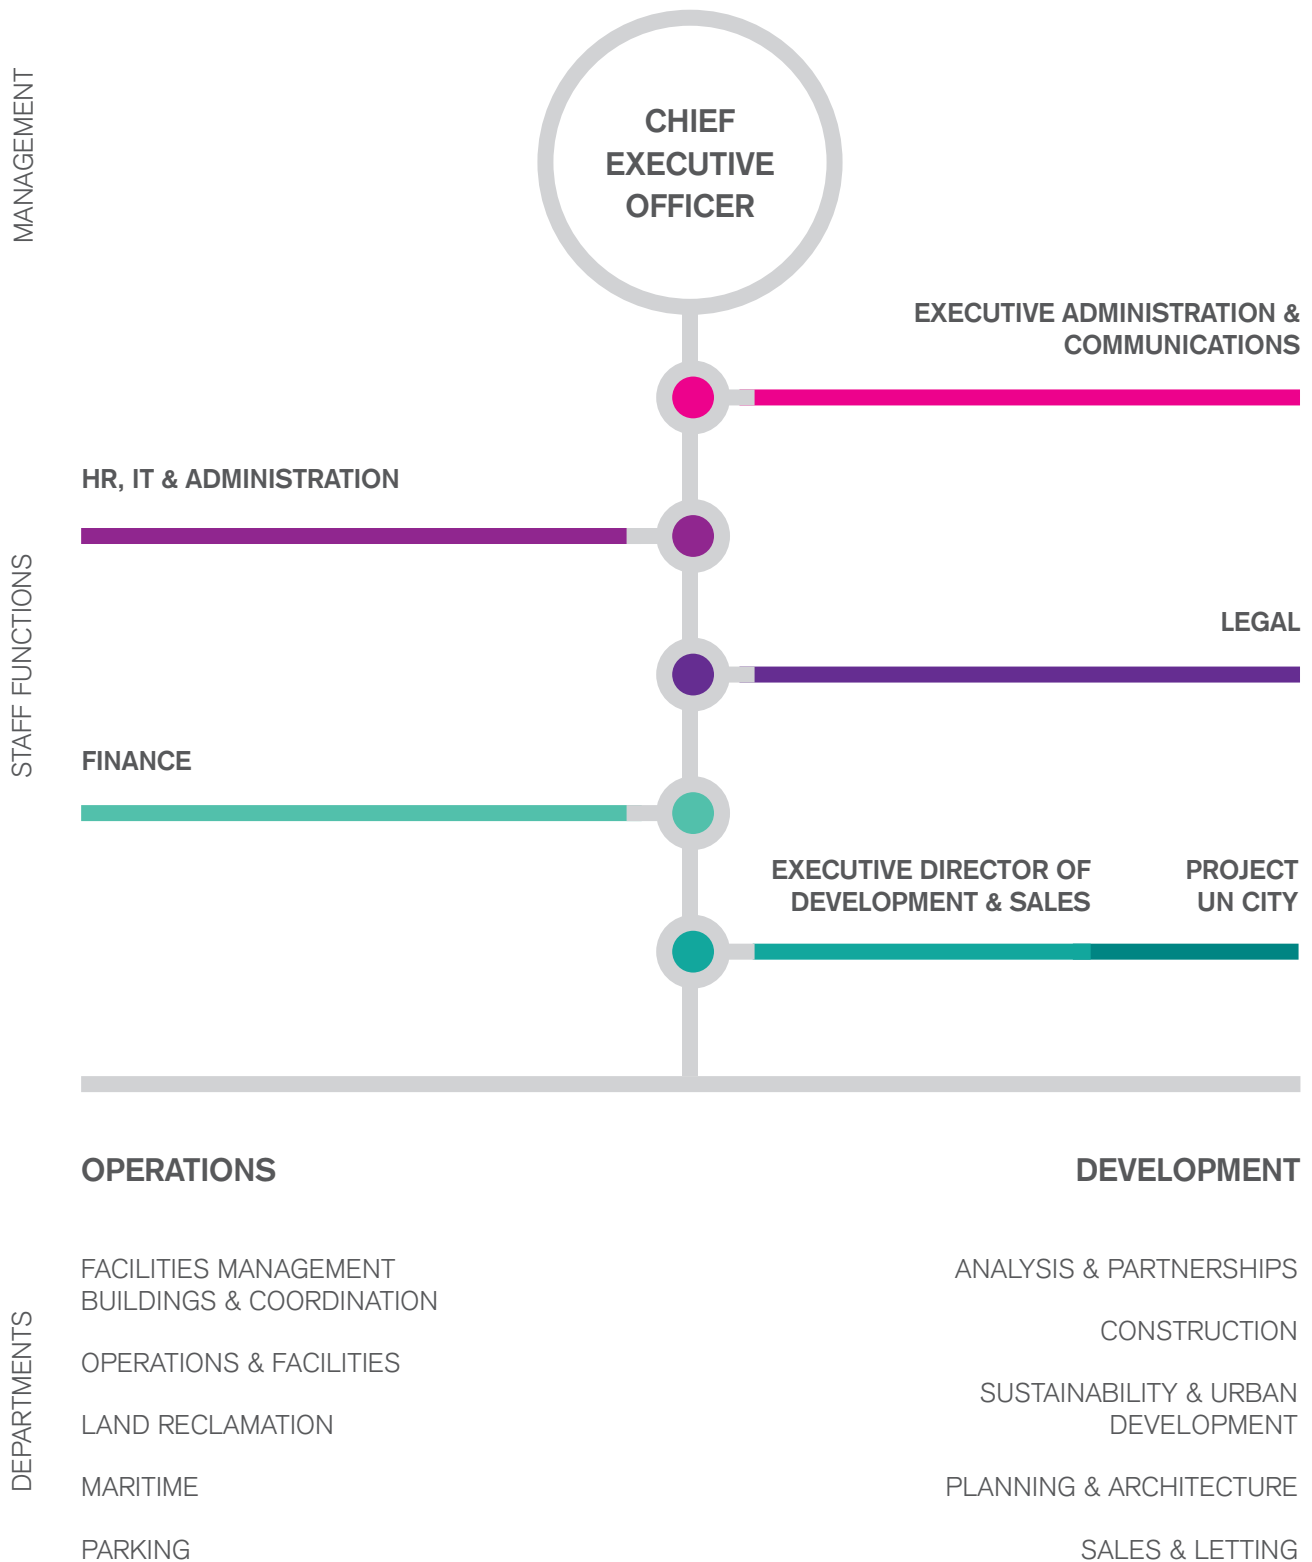 MANAGEMENT
CHIEF
EXECUTIVE
OFFICER
EXECUTIVE ADMINISTRATION &
COMMUNICATIONS
STAFF FUNCTIONS
HR, IT & ADMINISTRATION
LEGAL
FINANCE
EXECUTIVE DIRECTOR OF
DEVELOPMENT & SALES
PROJECT
UN CITY
DEPARTMENTS
OPERATIONS
FACILITIES MANAGEMENT
BUILDINGS & COORDINATION
OPERATIONS & FACILITIES
LAND RECLAMATION
MARITIME
PARKING
DEVELOPMENT
ANALYSIS & PARTNERSHIPS
CONSTRUCTION
SUSTAINABILITY & URBAN
DEVELOPMENT
PLANNING & ARCHITECTURE
SALES & LETTING